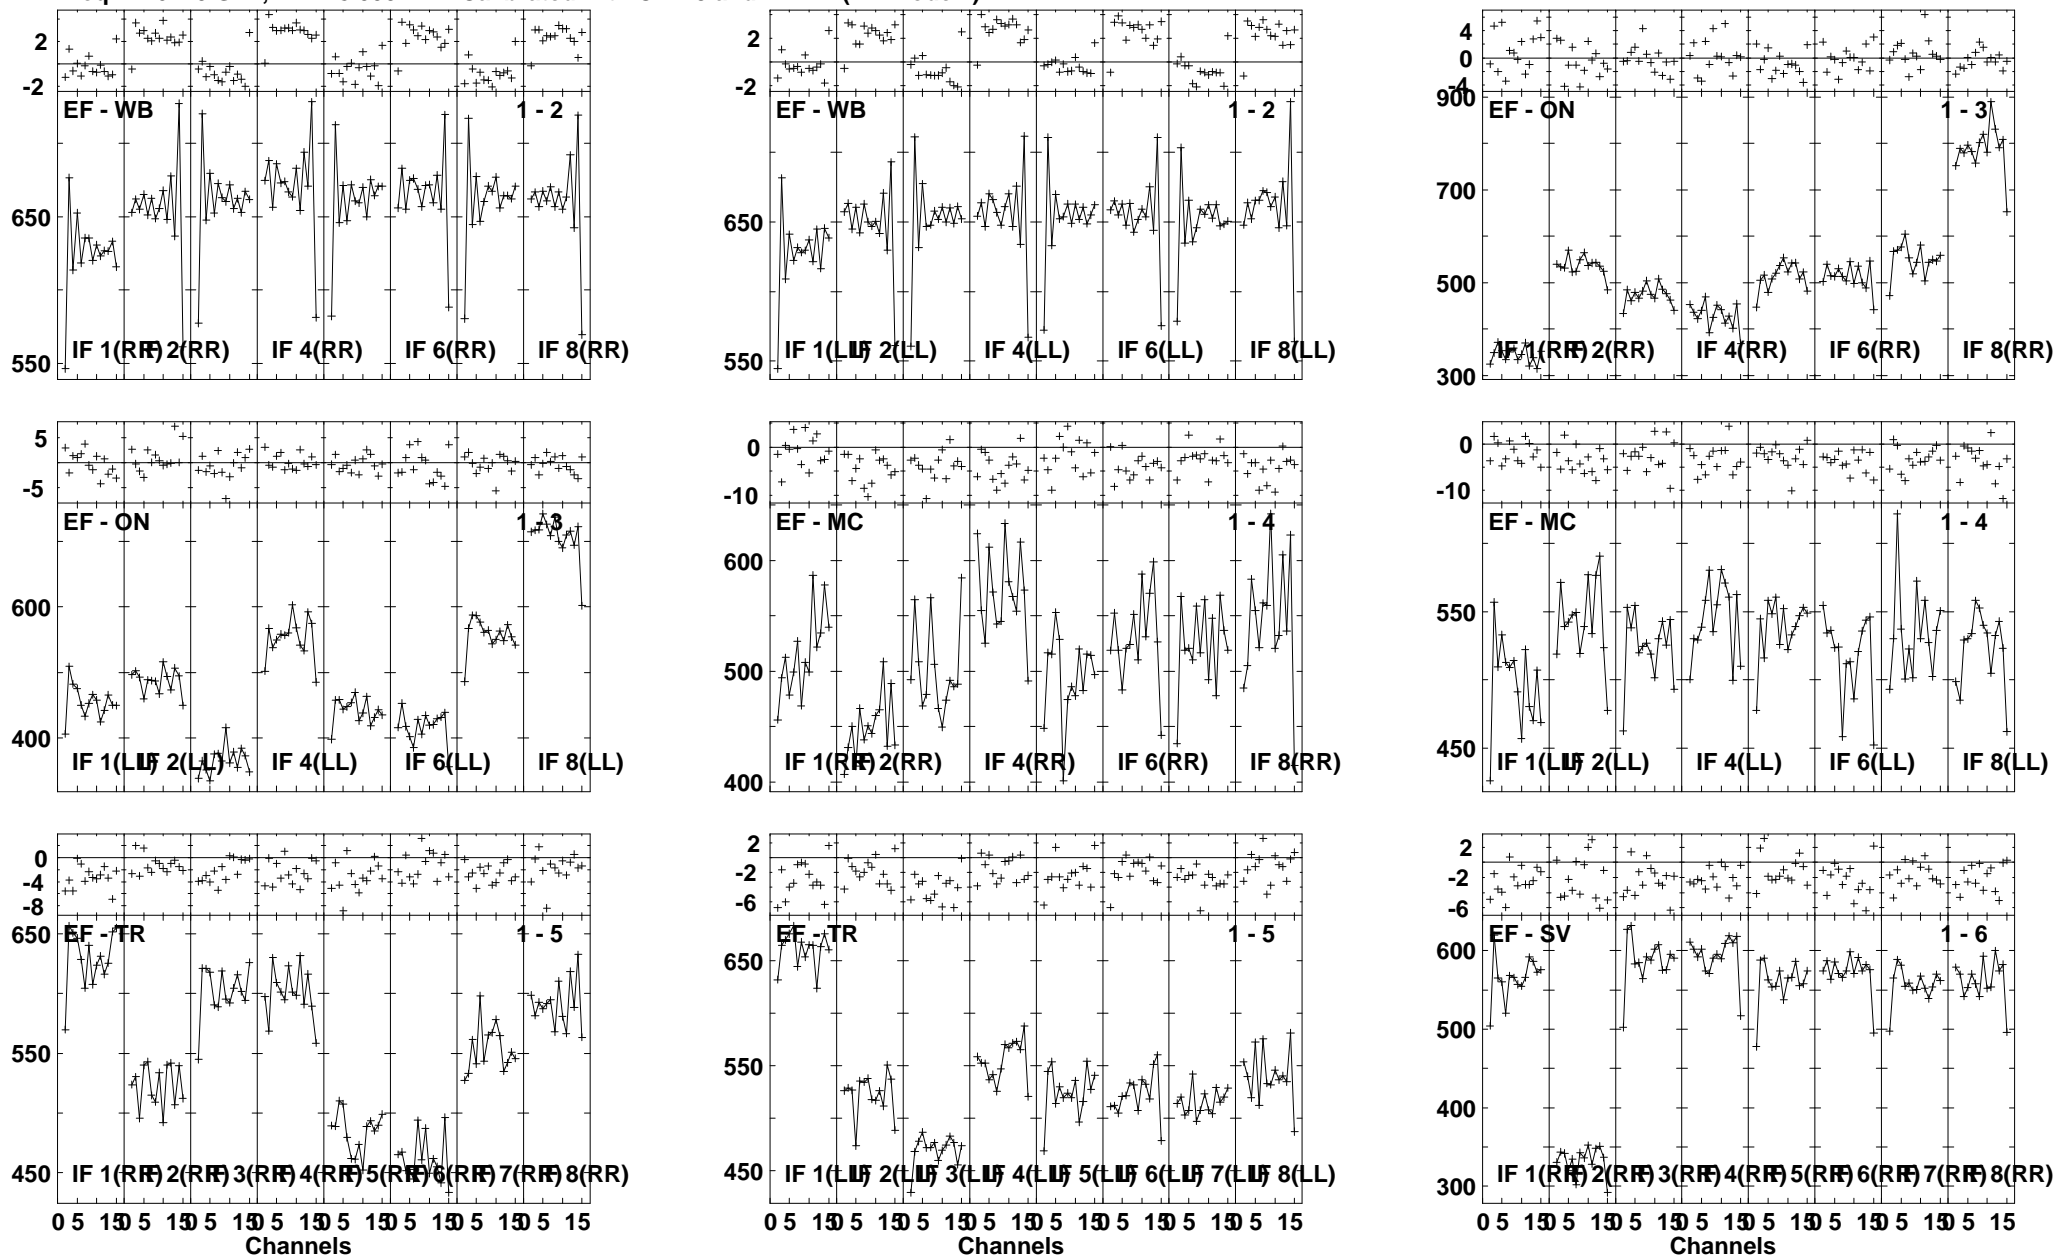 2
-2
EF - WB 1 - 2
650
550
IF 1(RR) IF 2(RR) IF 4(RR) IF 6(RR) IF 8(RR)
2
-2
EF - WB 1 - 2
650
550
IF 1(LL) IF 2(LL) IF 4(LL) IF 6(LL) IF 8(LL)
4
0
-4
900
EF - ON 1 - 3
700
500
300
IF 1(RR) IF 2(RR) IF 4(RR) IF 6(RR) IF 8(RR)
5
-5
EF - ON 1 - 3
600
400
IF 1(LL) IF 2(LL) IF 4(LL) IF 6(LL) IF 8(LL)
0
-10
EF - MC 1 - 4
600
500
400
IF 1(RR) IF 2(RR) IF 4(RR) IF 6(RR) IF 8(RR)
0
-10
EF - MC 1 - 4
550
450
IF 1(LL) IF 2(LL) IF 4(LL) IF 6(LL) IF 8(LL)
0
-4
-8
650
EF - TR 1 - 5
550
450
IF 1(RR) IF 2(RR) IF 3(RR) IF 4(RR) IF 5(RR) IF 6(RR) IF 7(RR) IF 8(RR)
0 5 15 0 5 15 0 5 15 0 5 15 0 5 15 0 5 15 0 5 15 0 5 15
Channels
2
-2
-6
EF - TR 1 - 5
650
550
450
IF 1(LL) IF 2(LL) IF 3(LL) IF 4(LL) IF 5(LL) IF 6(LL) IF 7(LL) IF 8(LL)
0 5 15 0 5 15 0 5 15 0 5 15 0 5 15 0 5 15 0 5 15 0 5 15
Channels
2
-2
-6
EF - SV 1 - 6
600
500
400
300
IF 1(RR) IF 2(RR) IF 3(RR) IF 4(RR) IF 5(RR) IF 6(RR) IF 7(RR) IF 8(RR)
0 5 15 0 5 15 0 5 15 0 5 15 0 5 15 0 5 15 0 5 15 0 5 15
Channels